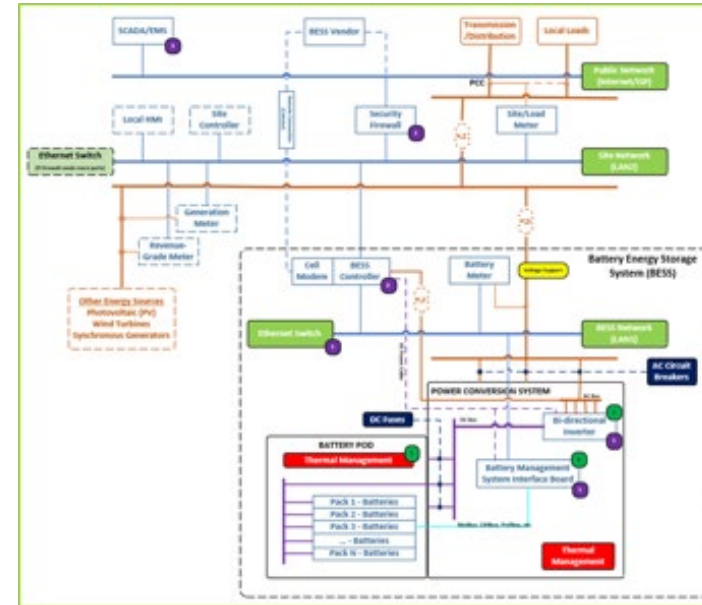 SCADA/EMS
BESS Vendor
Transmission
/Distribution
Local Loads
Public Network
(Internet/ISP)
PCC
Local HMI
Site
Controller
Security
Firewall
Site/Load
Meter
Ethernet Switch
Site Network
(LAN2)
Generation
Meter
Revenue-
Grade Meter
Other Energy Sources
Photovoltaic (PV)
Wind Turbines
Synchronous Generators
Cell
Modem
BESS
Controller
Battery
Meter
Voltage Support
Battery Energy Storage
System (BESS)
Ethernet Switch
BESS Network
(LAN1)
AC Circuit
Breakers
POWER CONVERSION SYSTEM
DC Fuses
Bi-directional
Inverter
BATTERY POD
Thermal Management
Battery Management
System Interface Board
Pack 1 - Batteries
Pack 2 - Batteries
Pack 3 - Batteries
... - Batteries
Pack N - Batteries
Thermal
Management